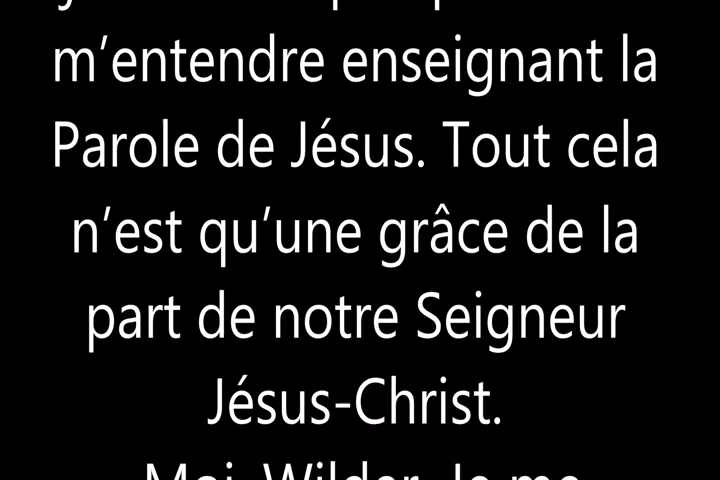 m’entendre enseignant la
Parole de Jésus. Tout cela
n’est qu’une grâce de la
part de notre Seigneur
Jésus-Christ.
Moi, Wilder, Je me